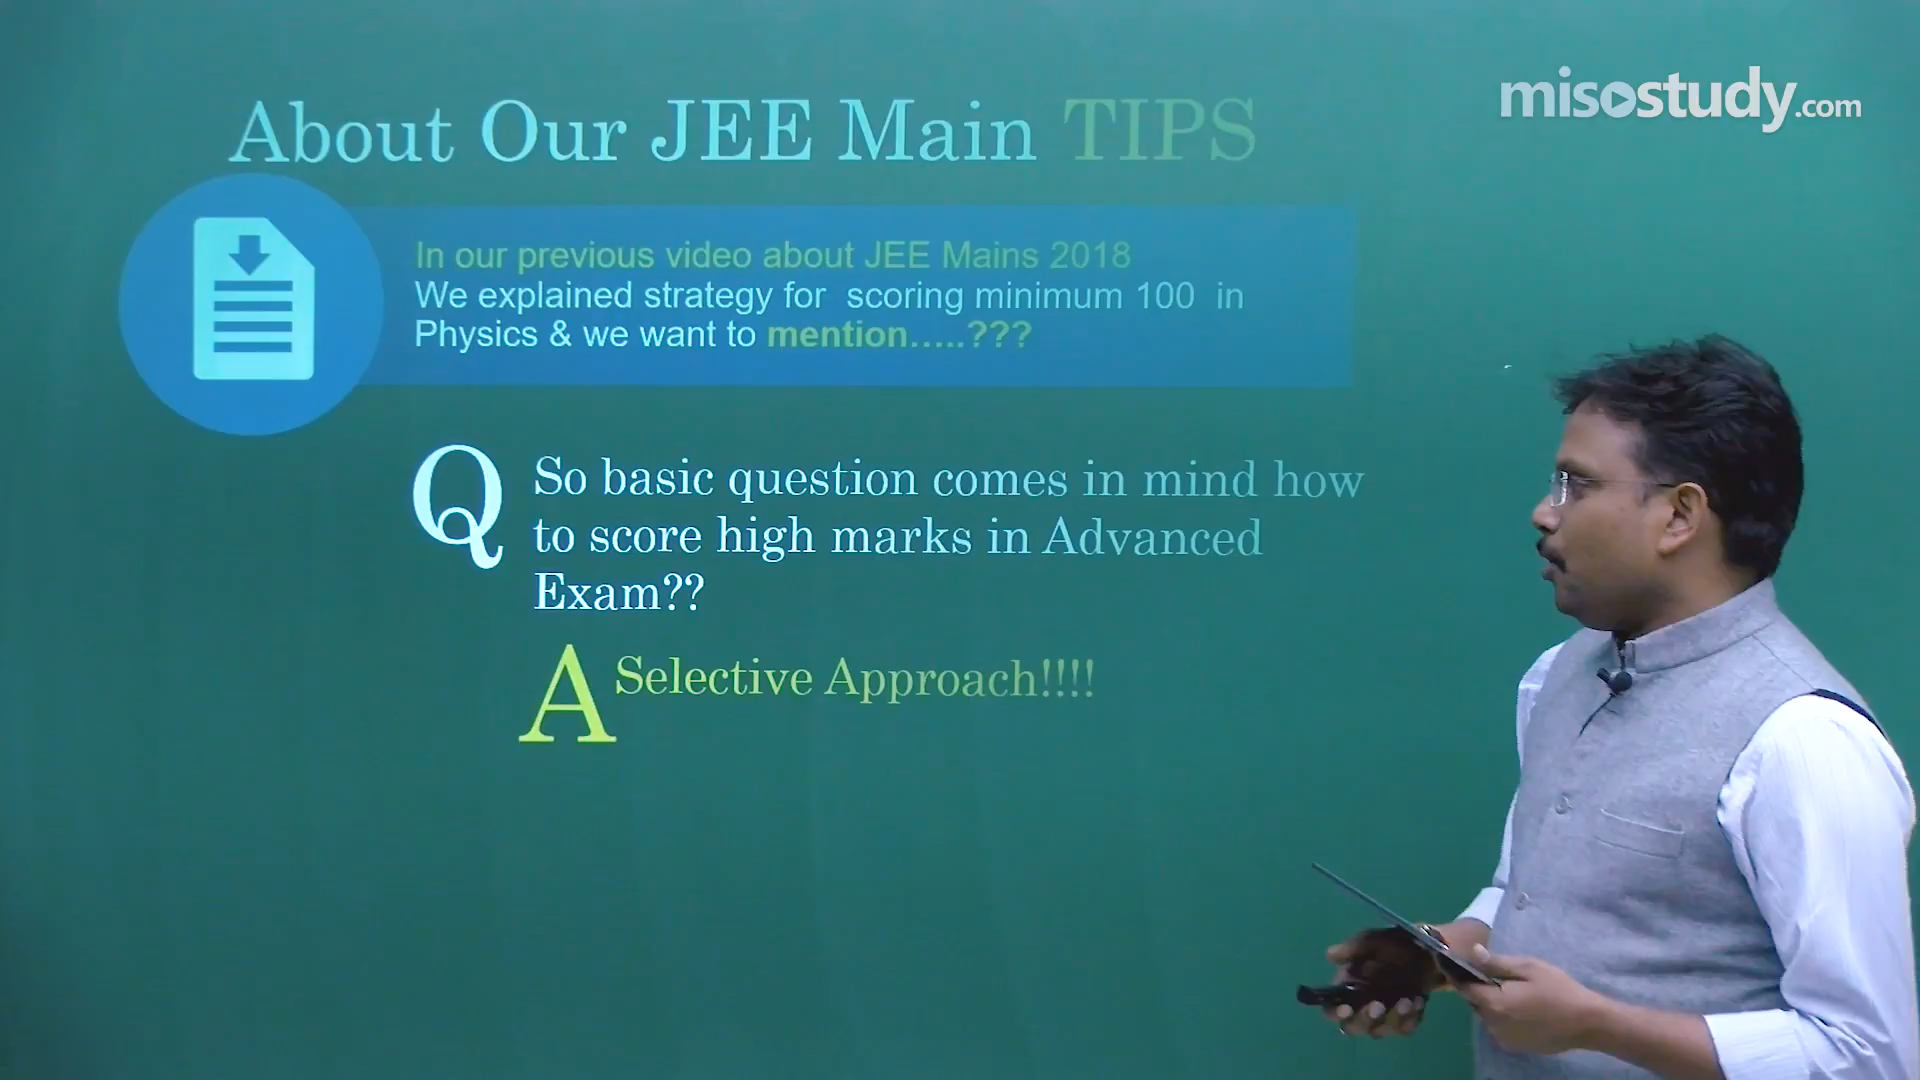 misostudy.com
About Our JEE Main TIPS
In our previous video about JEE Mains 2018
We explained strategy for scoring minimum 100 in
Physics & we want to mention.....???
Q So basic question comes in mind how
to score high marks in Advanced
Exam??
A Selective Approach!!!!